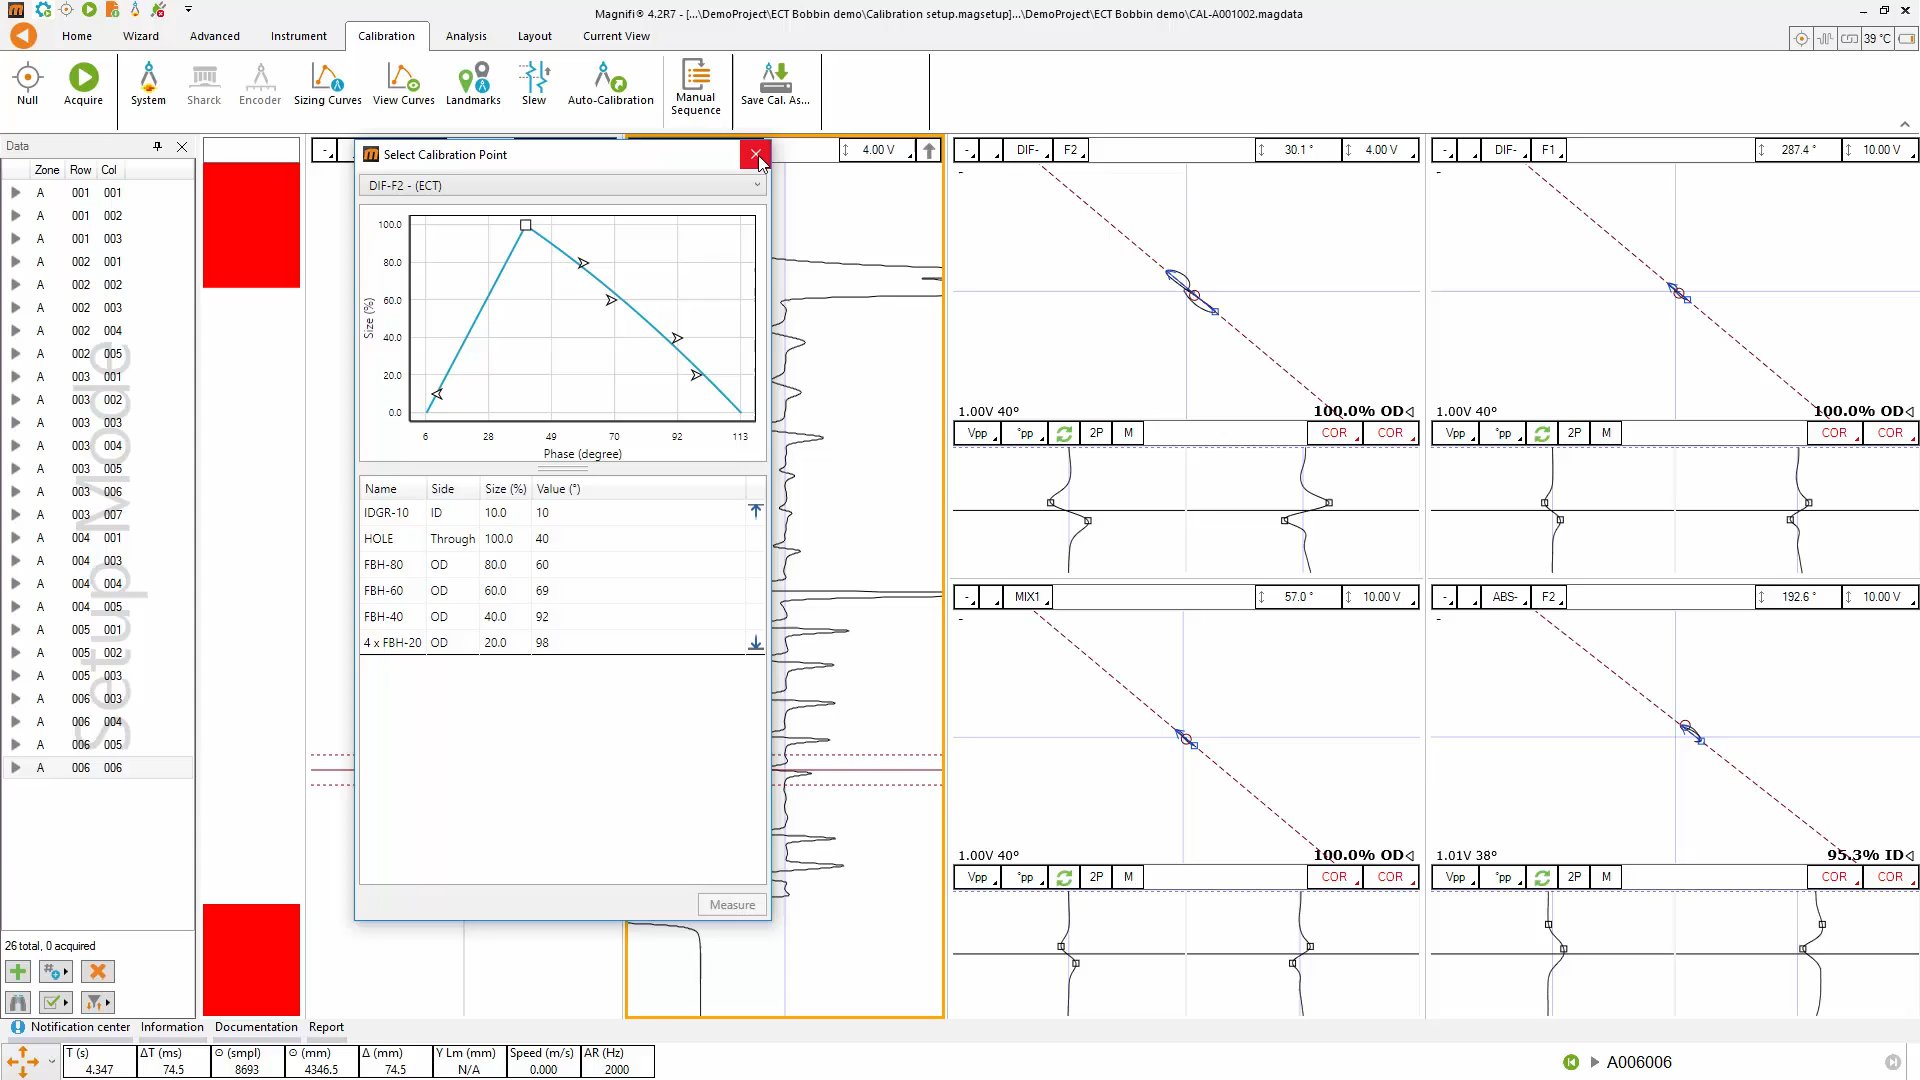 Magnifi® 4.2R7 - [...\DemoProject\ECT Bobbin demo\Calibration setup.magsetup]...\DemoProject\ECT Bobbin demo\CAL-A001002.magdata
Home Wizard Advanced Instrument Calibration Analysis Layout Current View
39 °C
Null Acquire System Sharck Encoder Sizing Curves View Curves Landmarks Slew Auto-Calibration Manual Sequence Save Cal. As...
Data
Zone Row Col
A 001 001
A 001 002
A 001 003
A 002 001
A 002 002
A 002 003
A 002 004
A 002 005
A 003 001
A 003 002
A 003 003
A 003 004
A 003 005
A 003 006
A 003 007
A 004 001
A 004 003
A 004 004
A 004 005
A 005 001
A 005 002
A 005 003
A 006 003
A 006 004
A 006 005
A 006 006
Setup Mode
26 total, 0 acquired
Select Calibration Point
DIF-F2 - (ECT)
Size (%)
100.0
80.0
60.0
40.0
20.0
0.0
6 28 49 70 92 113
Phase (degree)
Name Side Size (%) Value (°)
IDGR-10 ID 10.0 10
HOLE Through 100.0 40
FBH-80 OD 80.0 60
FBH-60 OD 60.0 69
FBH-40 OD 40.0 92
4 x FBH-20 OD 20.0 98
Measure
4.00 V
DIF- F2 30.1 ° 4.00 V
1.00V 40° 100.0% OD
Vpp °pp 2P M COR COR
DIF- F1 287.4 ° 10.00 V
1.00V 40° 100.0% OD
Vpp °pp 2P M COR COR
MIX1 57.0 ° 10.00 V
1.00V 40° 100.0% OD
Vpp °pp 2P M COR COR
ABS- F2 192.6 ° 10.00 V
1.01V 38° 95.3% ID
Vpp °pp 2P M COR COR
Notification center Information Documentation Report
T (s) ΔT (ms) (smpl) (mm) Δ (mm) Y Lm (mm) Speed (m/s) AR (Hz)
4.347 74.5 8693 4346.5 74.5 N/A 0.000 2000
A006006